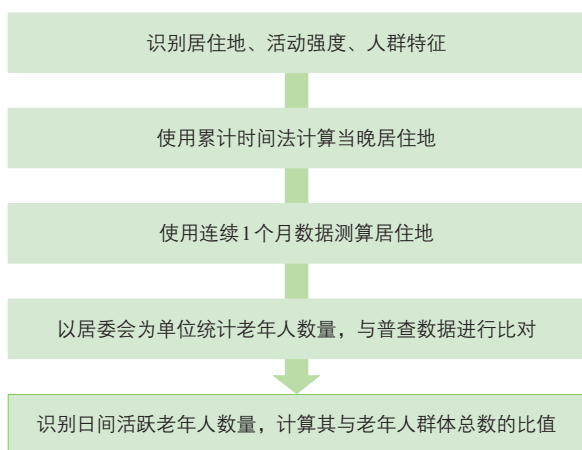 识别居住地、活动强度、人群特征
使用累计时间法计算当晚居住地
使用连续1个月数据测算居住地
以居委会为单位统计老年人数量，与普查数据进行比对
识别日间活跃老年人数量，计算其与老年人群体总数的比值